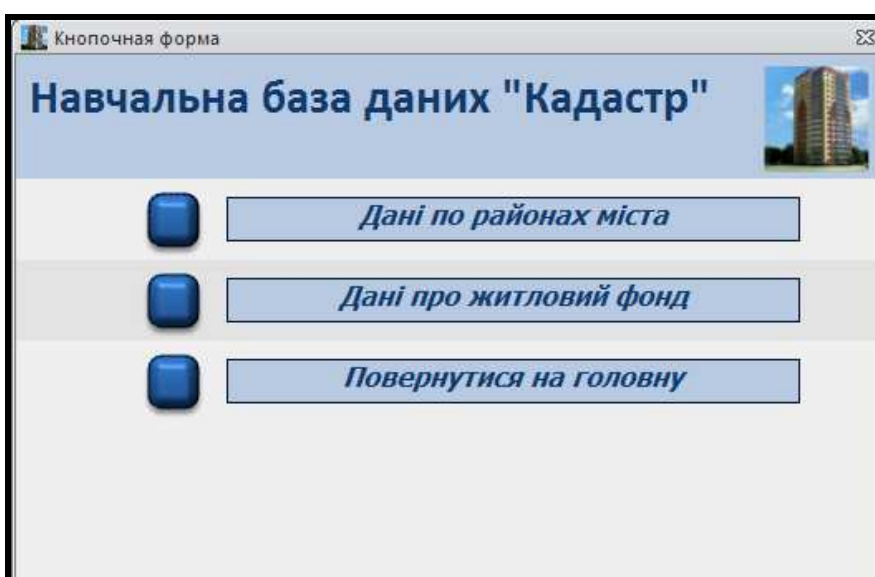 Кнопочная форма
Навчальна база даних "Кадастр"
Дані по районах міста
Дані про житловий фонд
Повернутися на головну